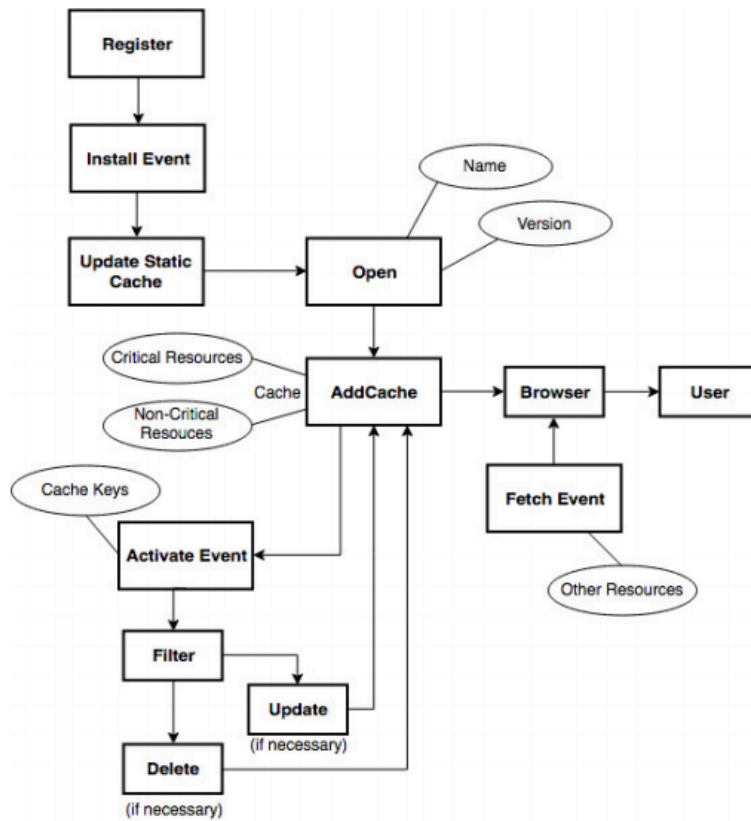 Register
Install Event
Name
Version
Update Static
Cache
Open
Critical Resources
Cache
AddCache
Browser
User
Non-Critical
Resouces
Cache Keys
Fetch Event
Activate Event
Other Resources
Filter
Update
(if necessary)
Delete
(if necessary)